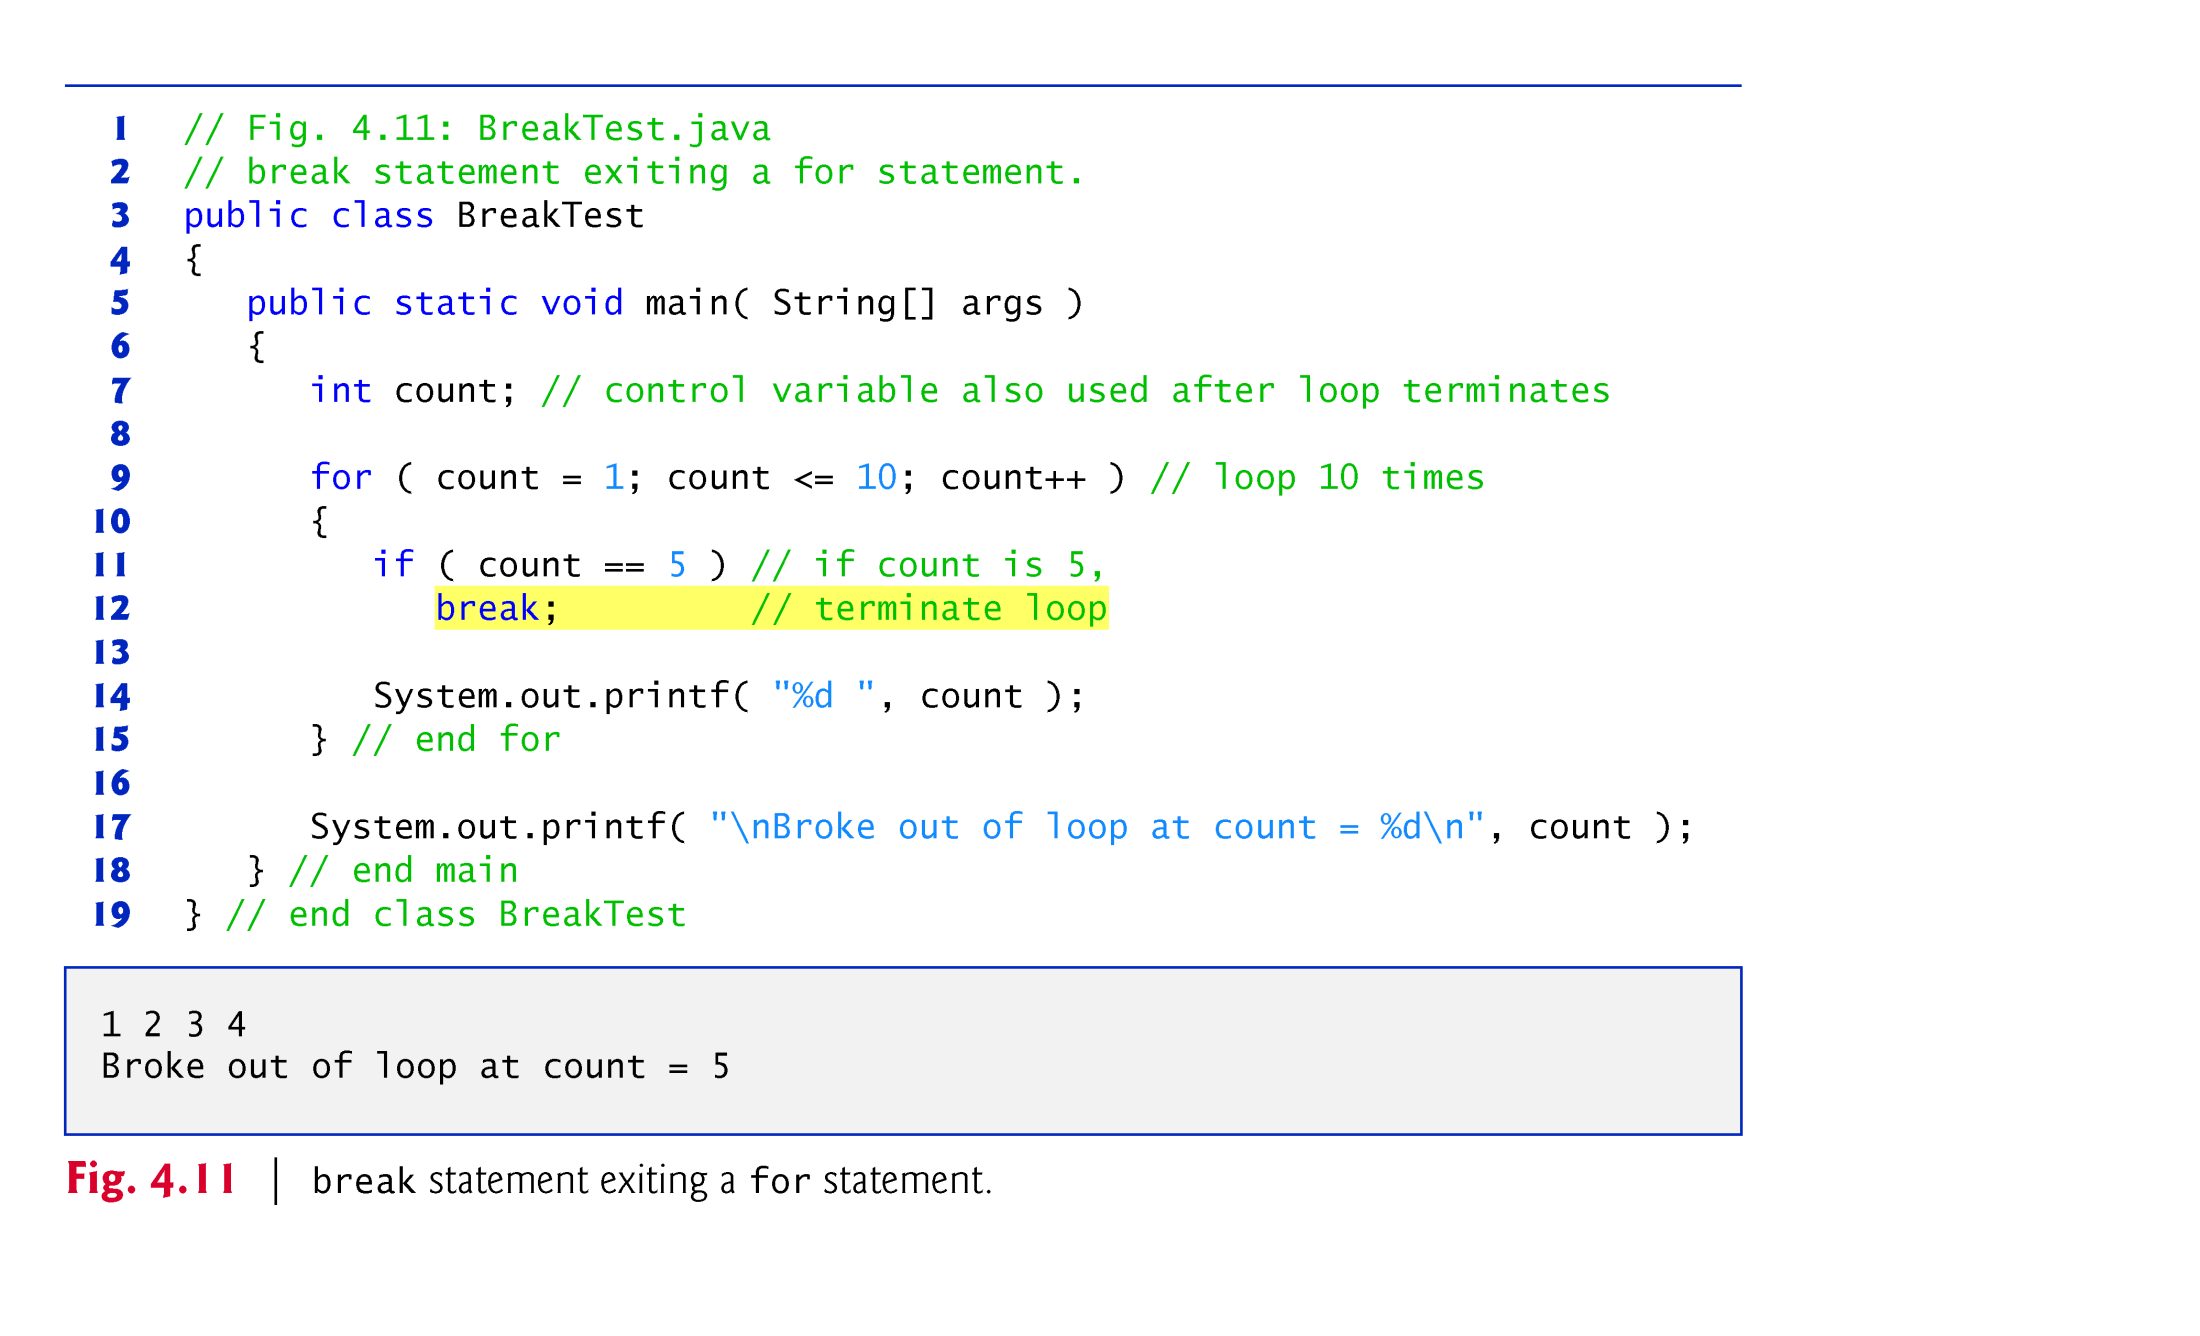 1 // Fig. 4.11: BreakTest.java
2 // break statement exiting a for statement.
3 public class BreakTest
4 {
5    public static void main( String[] args )
6    {
7       int count; // control variable also used after loop terminates
8
9       for ( count = 1; count <= 10; count++ ) // loop 10 times
10       {
11          if ( count == 5 ) // if count is 5,
12             break;         // terminate loop
13
14          System.out.printf( "%d ", count );
15       } // end for
16
17       System.out.printf( "\nBroke out of loop at count = %d\n", count );
18    } // end main
19 } // end class BreakTest
1 2 3 4
Broke out of loop at count = 5
Fig. 4.11 | break statement exiting a for statement.